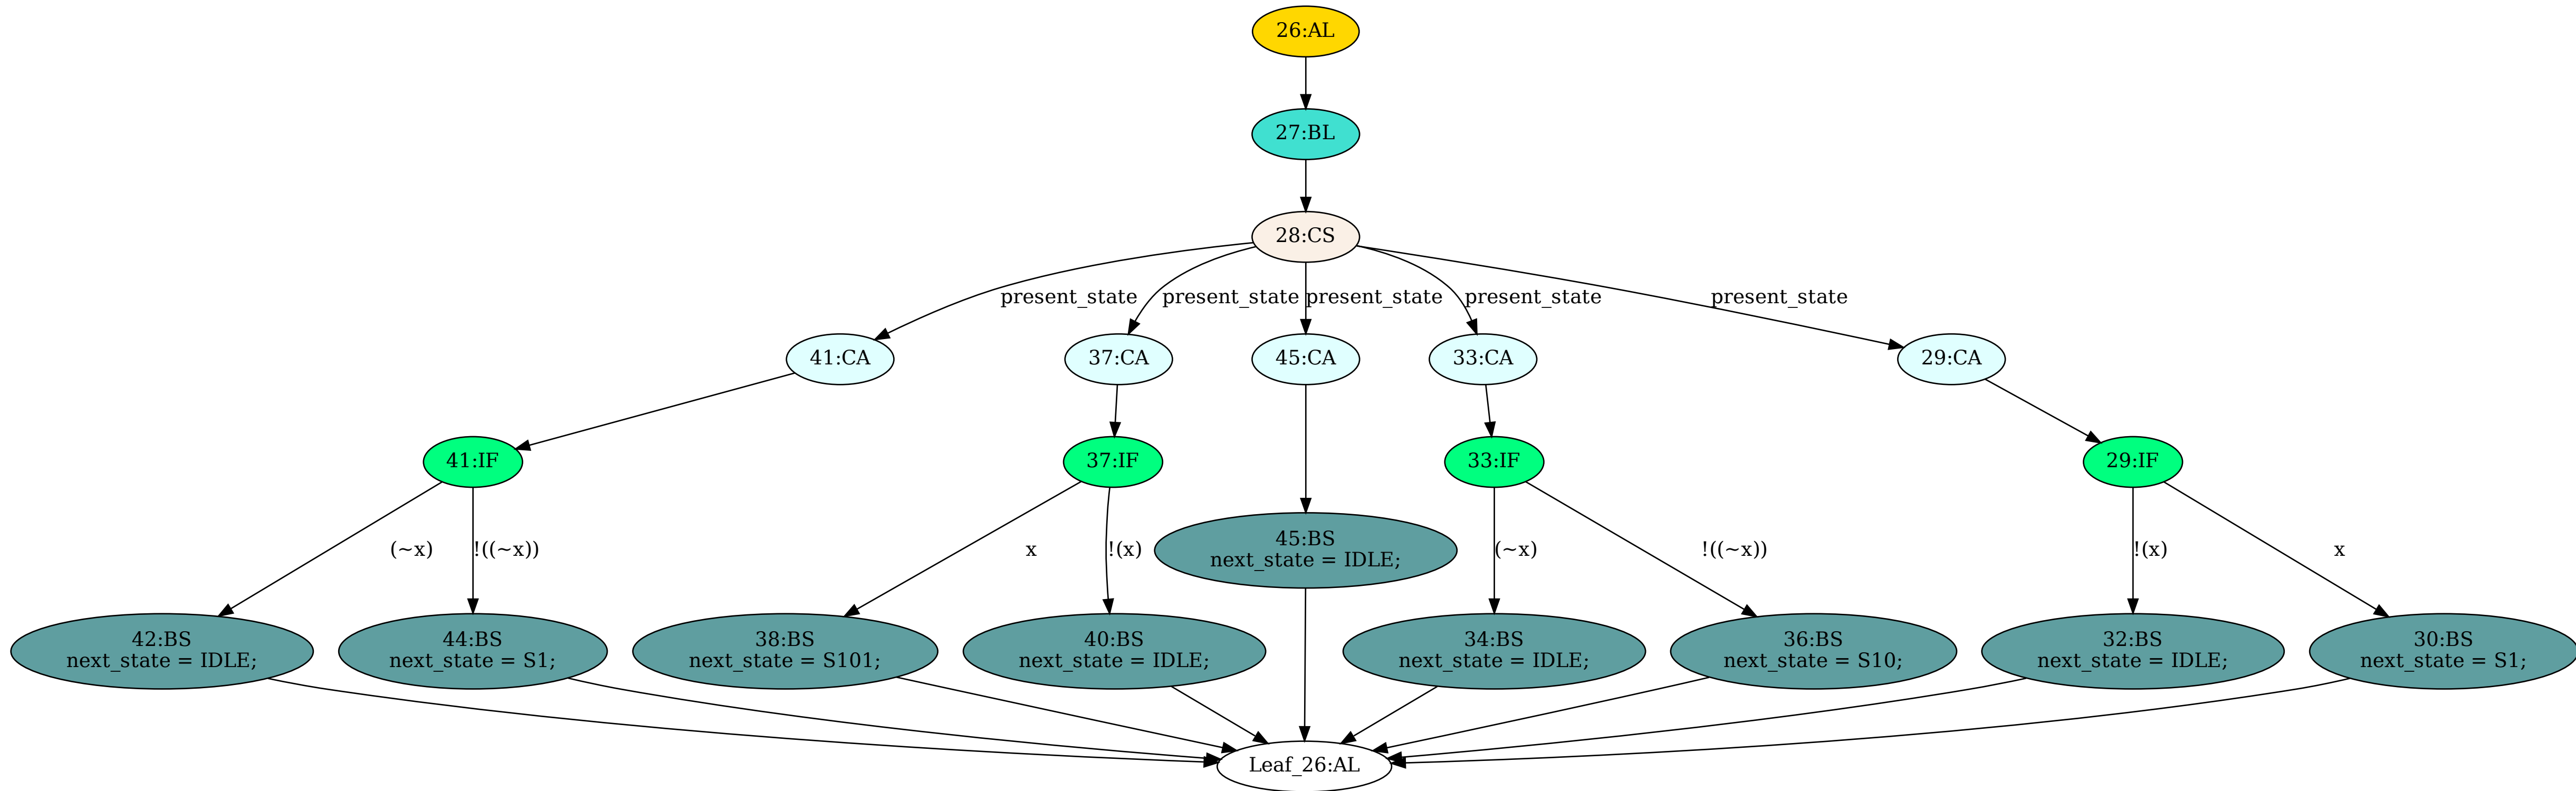 26:AL
27:BL
28:CS
present_state
present_state
present_state
present_state
present_state
41:CA
37:CA
45:CA
33:CA
29:CA
41:IF
37:IF
33:IF
29:IF
(~x)
!((~x))
x
!(x)
45:BS
next_state = IDLE;
(~x)
!((~x))
!(x)
x
42:BS
next_state = IDLE;
44:BS
next_state = S1;
38:BS
next_state = S101;
40:BS
next_state = IDLE;
34:BS
next_state = IDLE;
36:BS
next_state = S10;
32:BS
next_state = IDLE;
30:BS
next_state = S1;
Leaf_26:AL